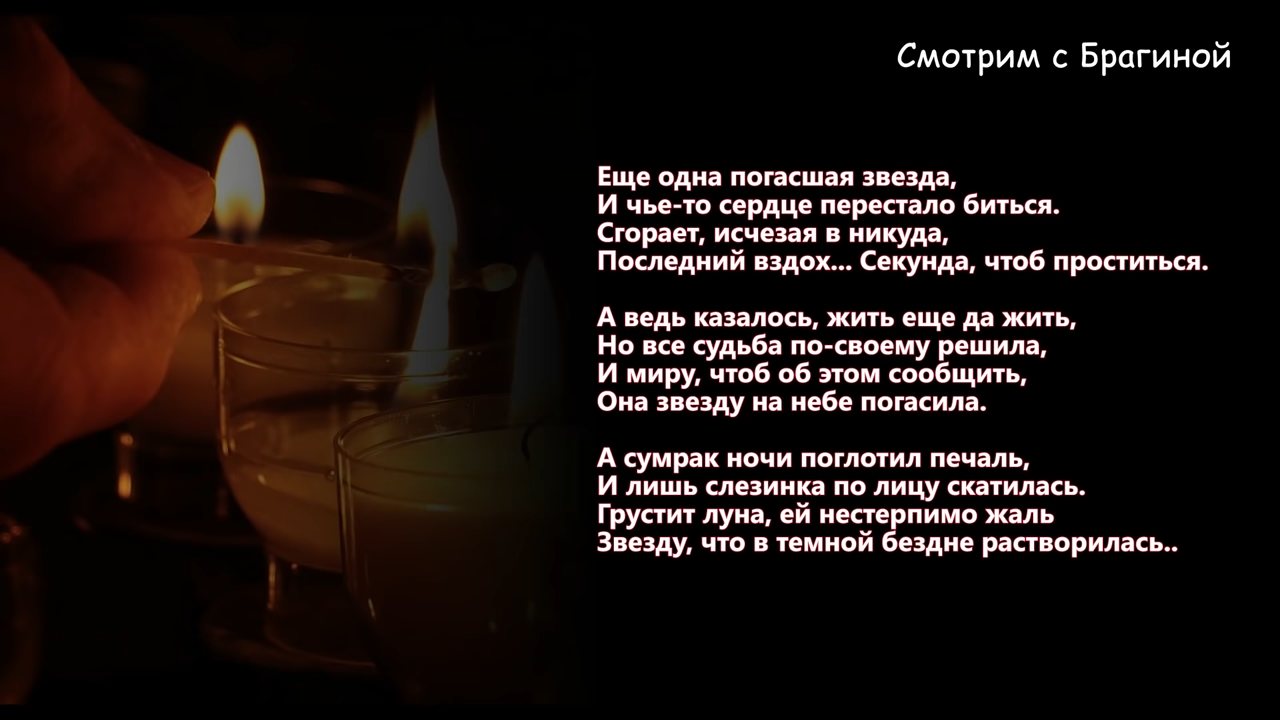 Смотрим с Брагиной
Еще одна погасшая звезда,
И чье-то сердце перестало биться.
Сгорает, исчезая в никуда,
Последний вздох... Секунда, чтоб проститься.
А ведь казалось, жить еще да жить,
Но все судьба по-своему решила,
И миру, чтоб об этом сообщить,
Она звезду на небе погасила.
А сумрак ночи поглотил печаль,
И лишь слезинка по лицу скатилась.
Грустит луна, ей нестерпимо жаль
Звезду, что в темной бездне растворилась..